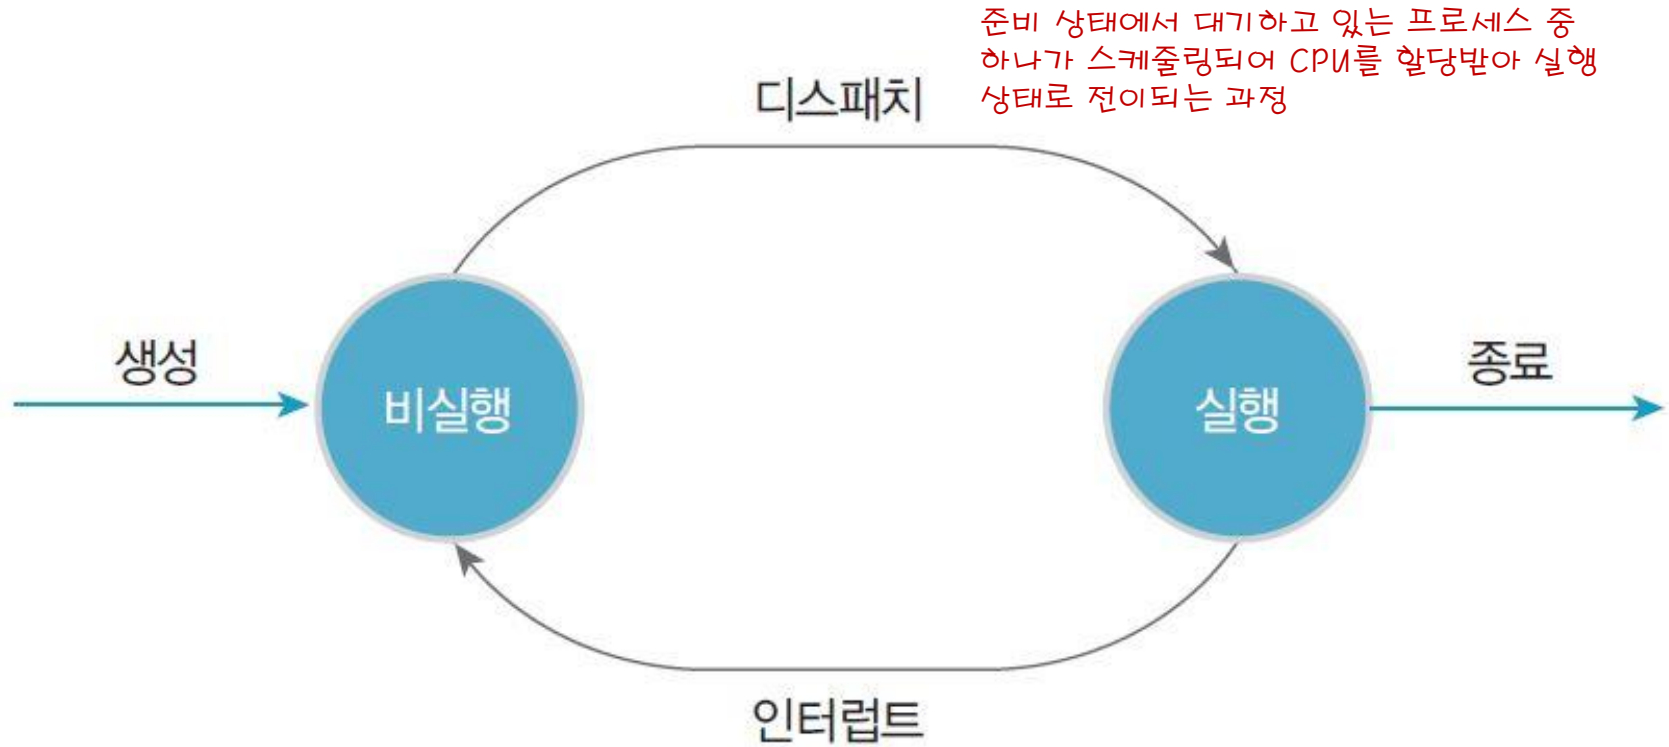 준비 상태에서 대기하고 있는 프로세스 중
하나가 스케줄링되어 CPU를 할당받아 실행
상태로 전이되는 과정
디스패치
생성
비실행
실행
종료
인터럽트